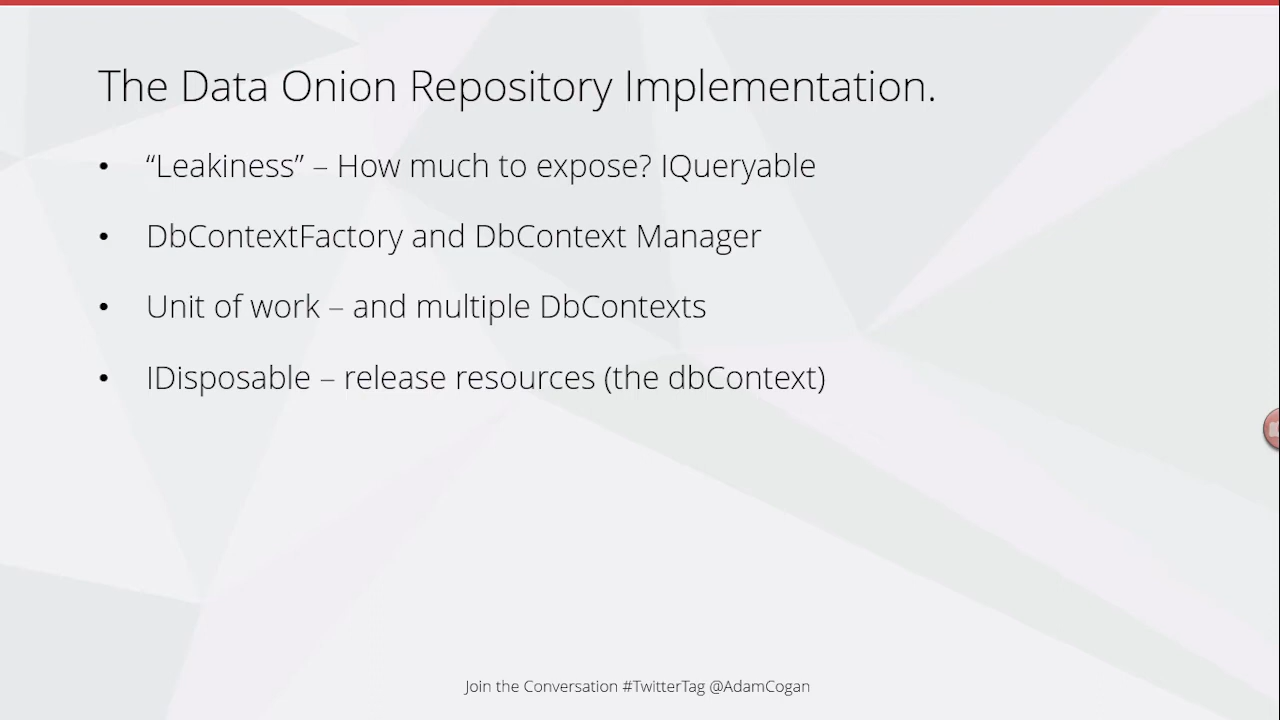 The Data Onion Repository Implementation.
• “Leakiness” – How much to expose? IQueryable
• DbContextFactory and DbContext Manager
• Unit of work – and multiple DbContexts
• IDisposable – release resources (the dbContext)
Join the Conversation #TwitterTag @AdamCogan